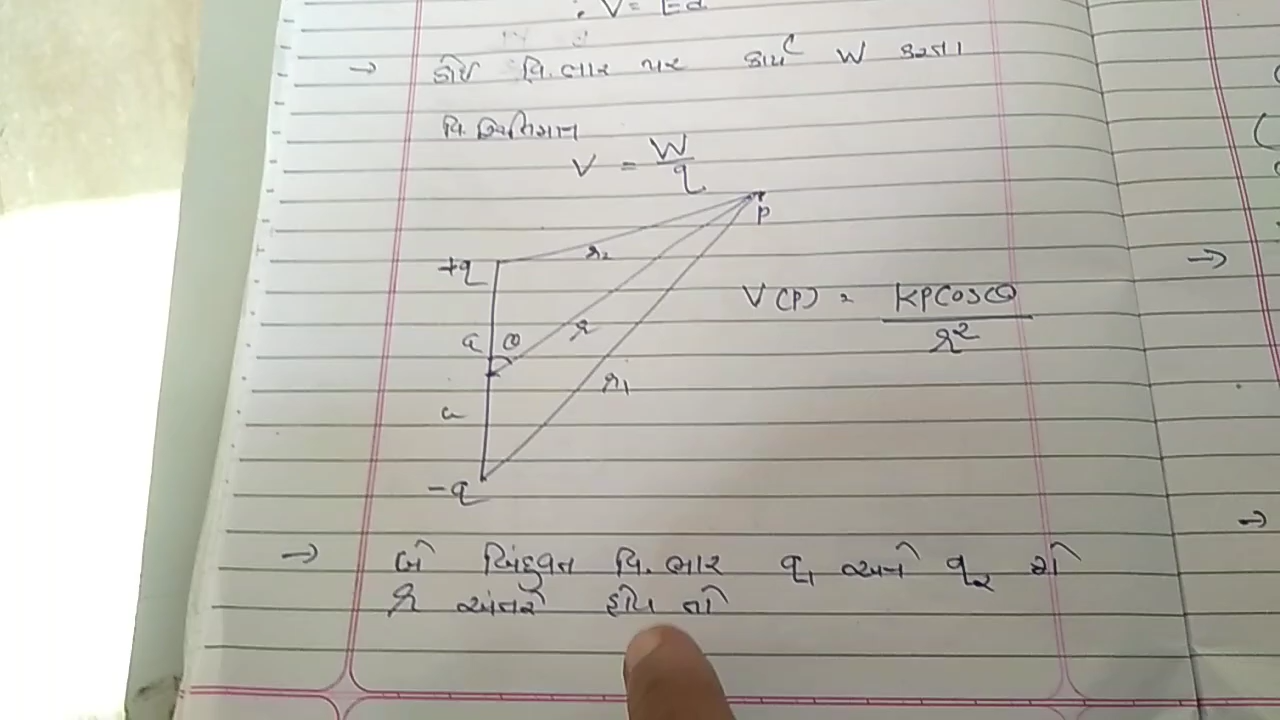 V = Ed
→ કોઈ વિ.ભાર પર કાર્ય W કરતા
વિ. સ્થિતિમાન
V = W/q
P
+q
r₂
V(P) = KPCosθ/r²
a θ r
r₁
a
-q
→ બે બિંદુવત વિ.ભાર q₁ અને q₂ ને
r અંતરે હોય તો